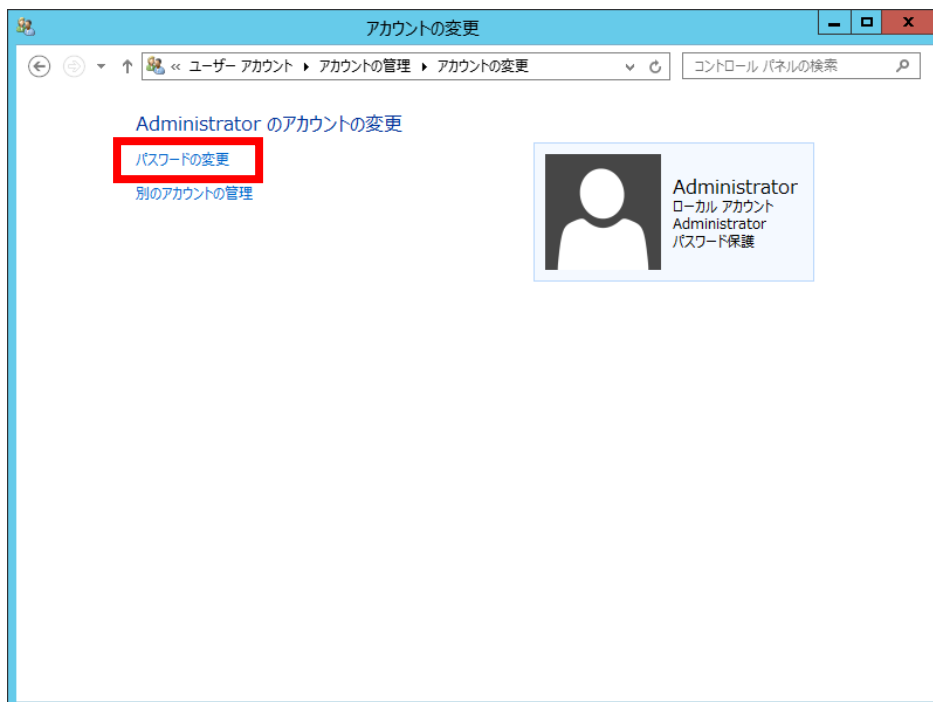 アカウントの変更
« ユーザー アカウント ▸ アカウントの管理 ▸ アカウントの変更
コントロール パネルの検索
Administrator のアカウントの変更
パスワードの変更
別のアカウントの管理
Administrator
ローカル アカウント
Administrator
パスワード保護